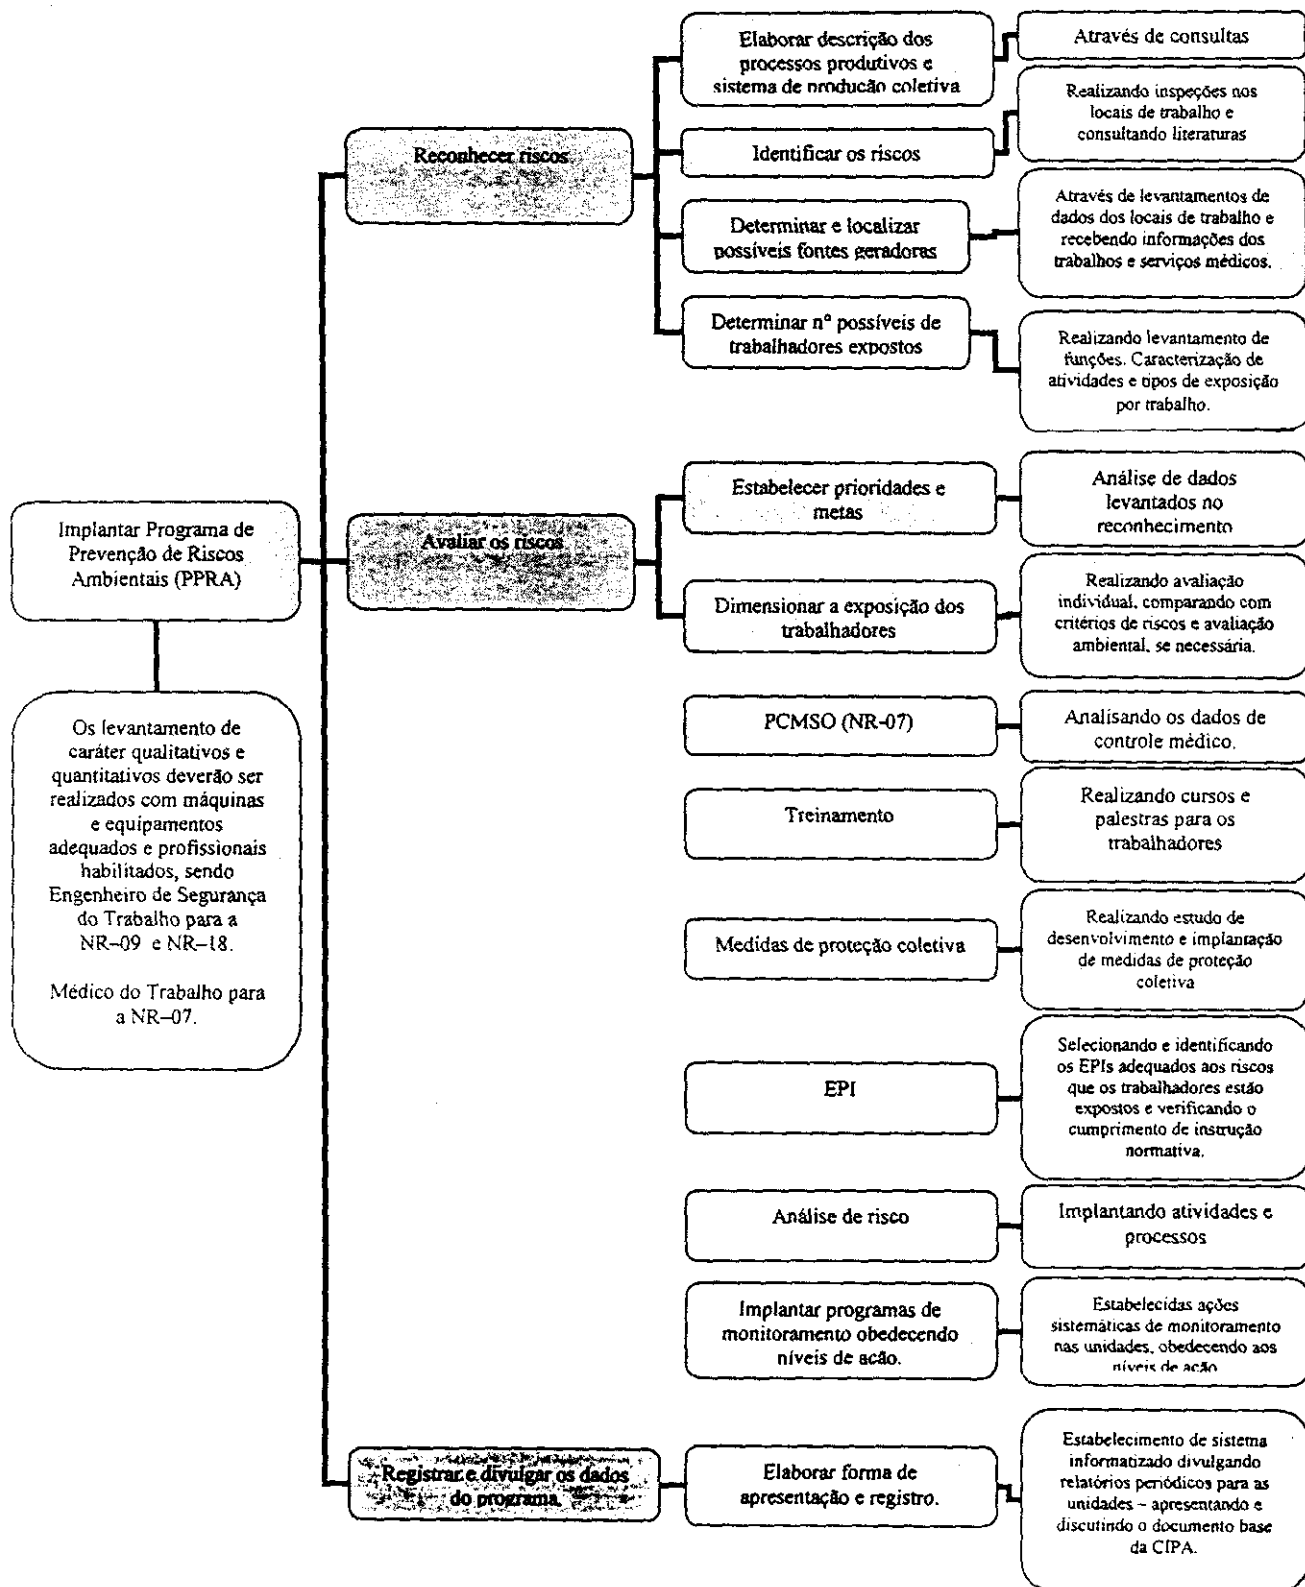 Implantar Programa de
Prevenção de Riscos
Ambientais (PPRA)
Os levantamento de
caráter qualitativos e
quantitativos deverão ser
realizados com máquinas
e equipamentos
adequados e profissionais
habilitados, sendo
Engenheiro de Segurança
do Trabalho para a
NR–09 e NR–18.
Médico do Trabalho para
a NR–07.
Reconhecer riscos
Elaborar descrição dos
processos produtivos e
sistema de produção coletiva
Através de consultas
Identificar os riscos
Realizando inspeções nos
locais de trabalho e
consultando literaturas
Determinar e localizar
possíveis fontes geradoras
Através de levantamentos de
dados dos locais de trabalho e
recebendo informações dos
trabalhos e serviços médicos.
Determinar nº possíveis de
trabalhadores expostos
Realizando levantamento de
funções. Caracterização de
atividades e tipos de exposição
por trabalho.
Avaliar os riscos
Estabelecer prioridades e
metas
Análise de dados
levantados no
reconhecimento
Dimensionar a exposição dos
trabalhadores
Realizando avaliação
individual, comparando com
critérios de riscos e avaliação
ambiental, se necessária.
PCMSO (NR-07)
Analisando os dados de
controle médico.
Treinamento
Realizando cursos e
palestras para os
trabalhadores
Medidas de proteção coletiva
Realizando estudo de
desenvolvimento e implantação
de medidas de proteção
coletiva
EPI
Selecionando e identificando
os EPIs adequados aos riscos
que os trabalhadores estão
expostos e verificando o
cumprimento de instrução
normativa.
Análise de risco
Implantando atividades e
processos
Implantar programas de
monitoramento obedecendo
níveis de ação.
Estabelecidas ações
sistemáticas de monitoramento
nas unidades, obedecendo aos
níveis de ação
Registrar e divulgar os dados
do programa.
Elaborar forma de
apresentação e registro.
Estabelecimento de sistema
informatizado divulgando
relatórios periódicos para as
unidades – apresentando e
discutindo o documento base
da CIPA.